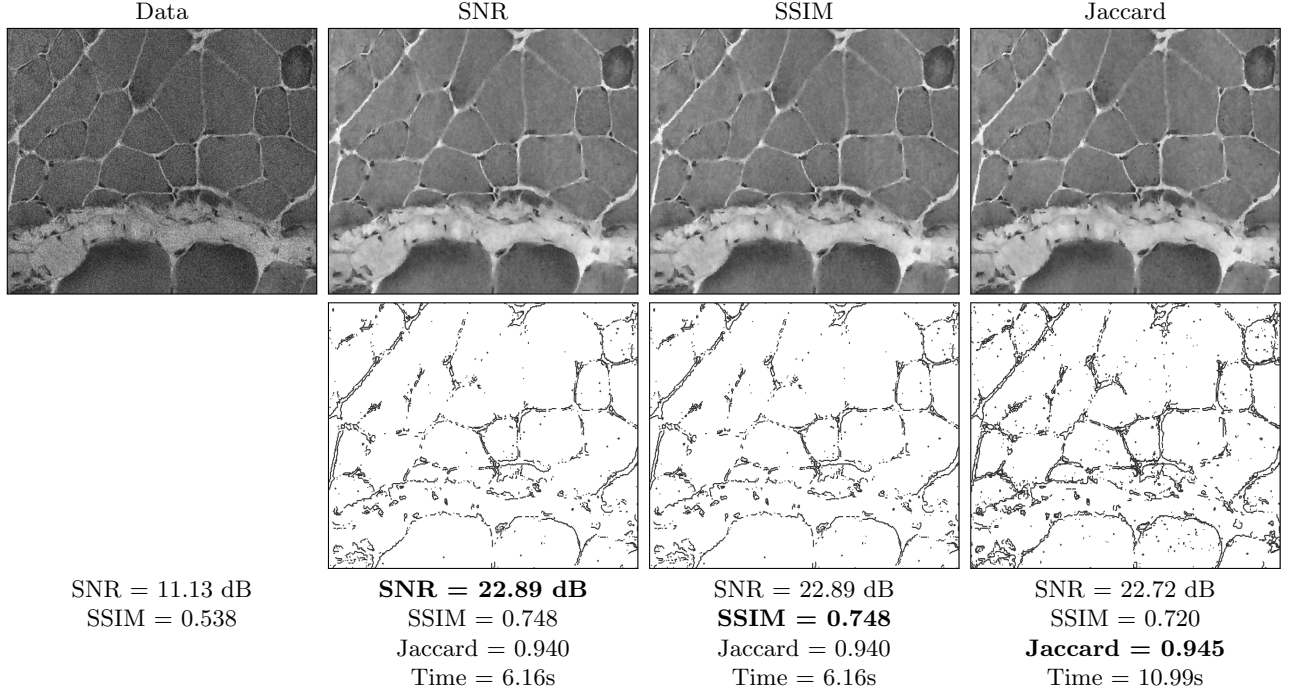 Data
SNR
SSIM
Jaccard
SNR = 11.13 dB
SSIM = 0.538
SNR = 22.89 dB
SSIM = 0.748
Jaccard = 0.940
Time = 6.16s
SNR = 22.89 dB
SSIM = 0.748
Jaccard = 0.940
Time = 6.16s
SNR = 22.72 dB
SSIM = 0.720
Jaccard = 0.945
Time = 10.99s